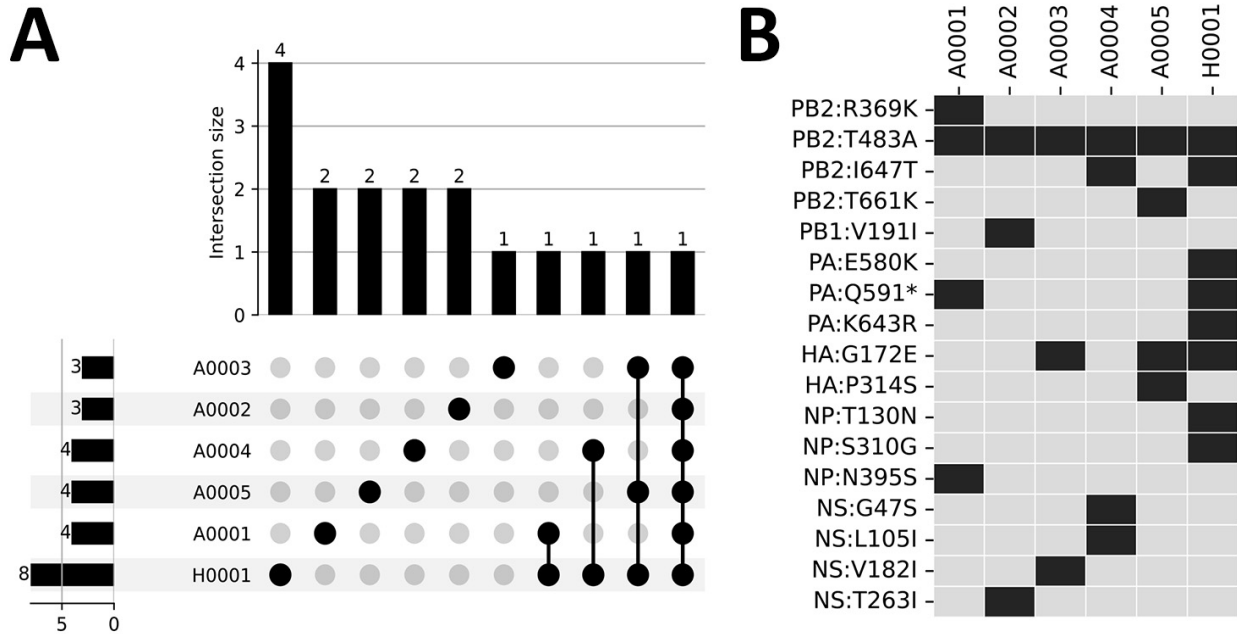 A
Intersection size
4
3
2
1
0
4
2
2
2
2
1
1
1
1
1
3
A0003
3
A0002
4
A0004
4
A0005
4
A0001
8
H0001
5
0
B
A0001
A0002
A0003
A0004
A0005
H0001
PB2:R369K
PB2:T483A
PB2:I647T
PB2:T661K
PB1:V191I
PA:E580K
PA:Q591*
PA:K643R
HA:G172E
HA:P314S
NP:T130N
NP:S310G
NP:N395S
NS:G47S
NS:L105I
NS:V182I
NS:T263I